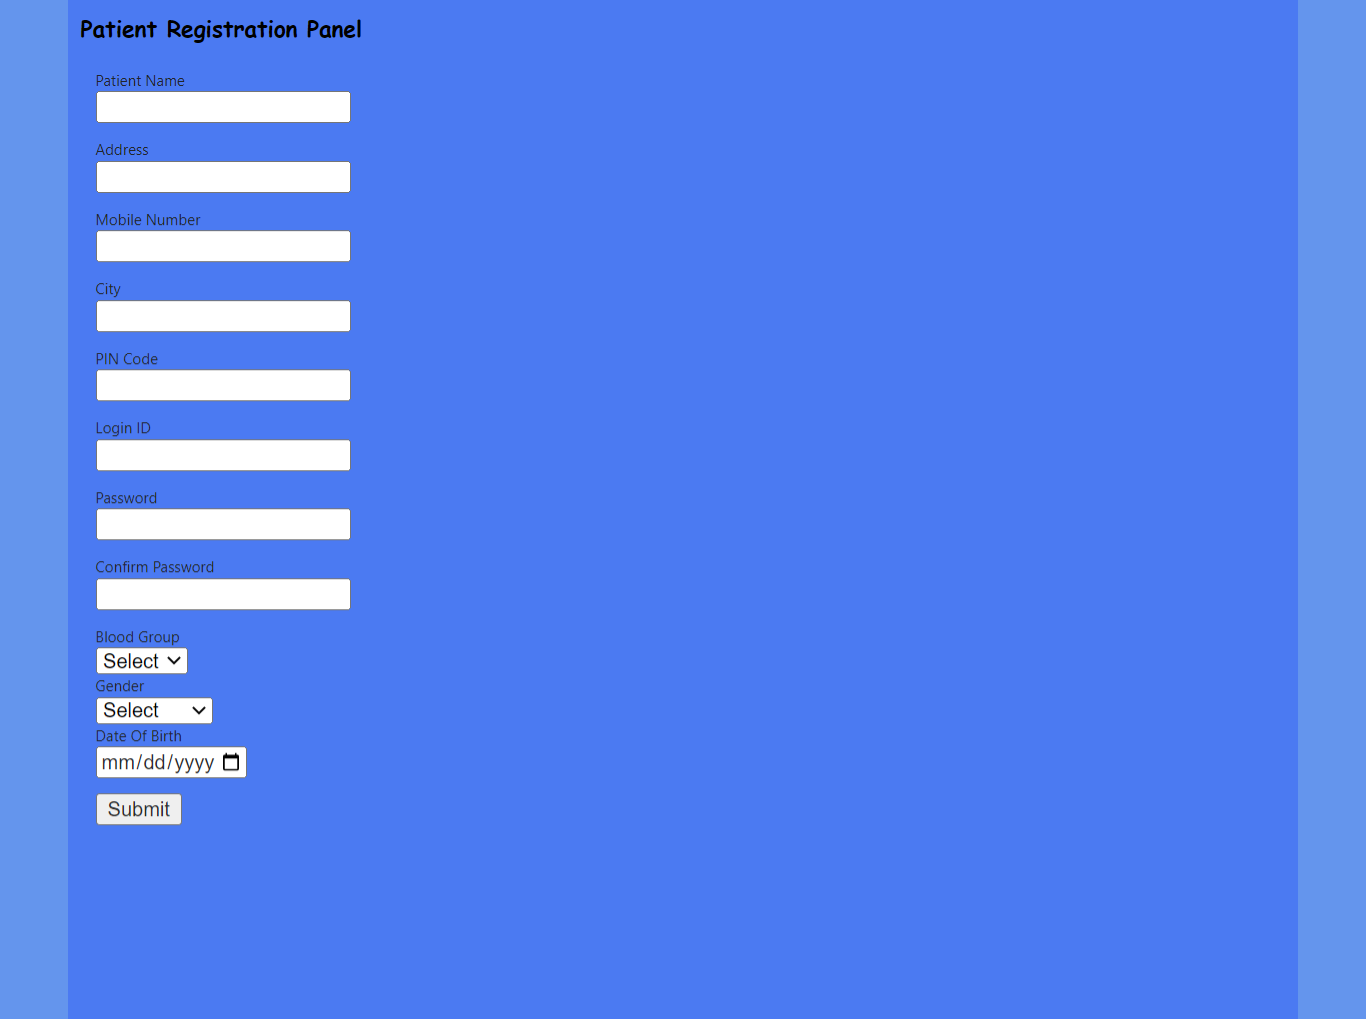 Patient Registration Panel
Patient Name
Address
Mobile Number
City
PIN Code
Login ID
Password
Confirm Password
Blood Group
Select
Gender
Select
Date Of Birth
mm/dd/yyyy
Submit